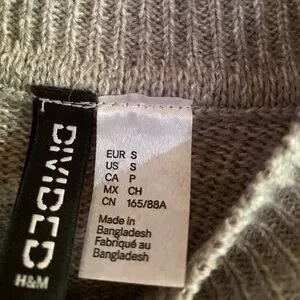 DIVIDED
H&M
EUR S
US S
CA P
MX CH
CN 165/88A
Made in
Bangladesh
Fabriqué au
Bangladesh